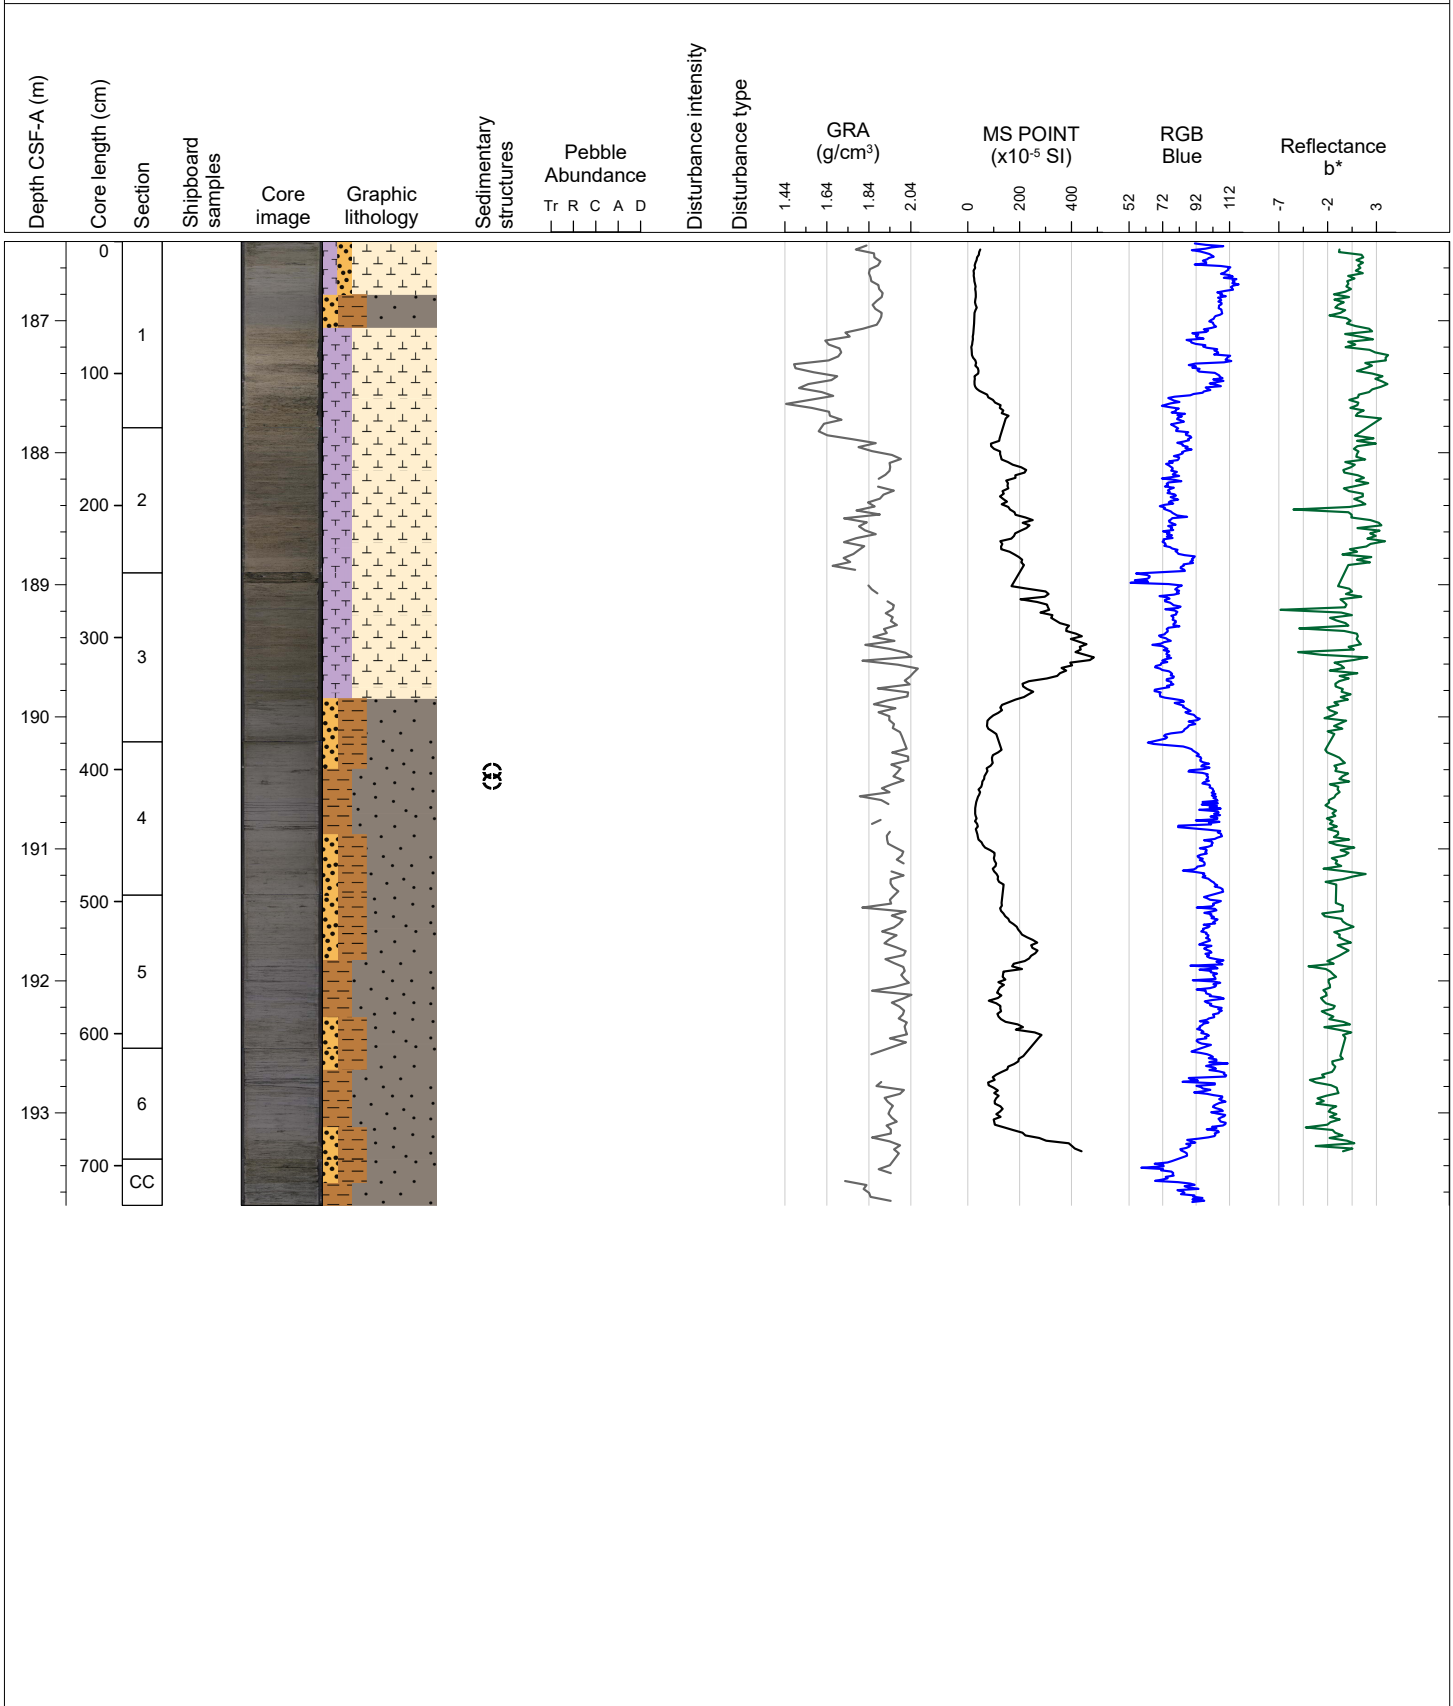 Depth CSF-A (m)
Core length (cm)
Section
Shipboard
samples
Core
image
Graphic
lithology
Sedimentary
structures
Pebble
Abundance
Tr R C A D
Disturbance intensity
Disturbance type
GRA
(g/cm³)
1.44 1.64 1.84 2.04
MS POINT
(x10⁻⁵ SI)
0 200 400
RGB
Blue
52 72 92 112
Reflectance
b*
-7 -2 3
0
187
1
100
188
2
200
189
300
3
190
400
4
191
500
5
192
600
6
193
700
CC